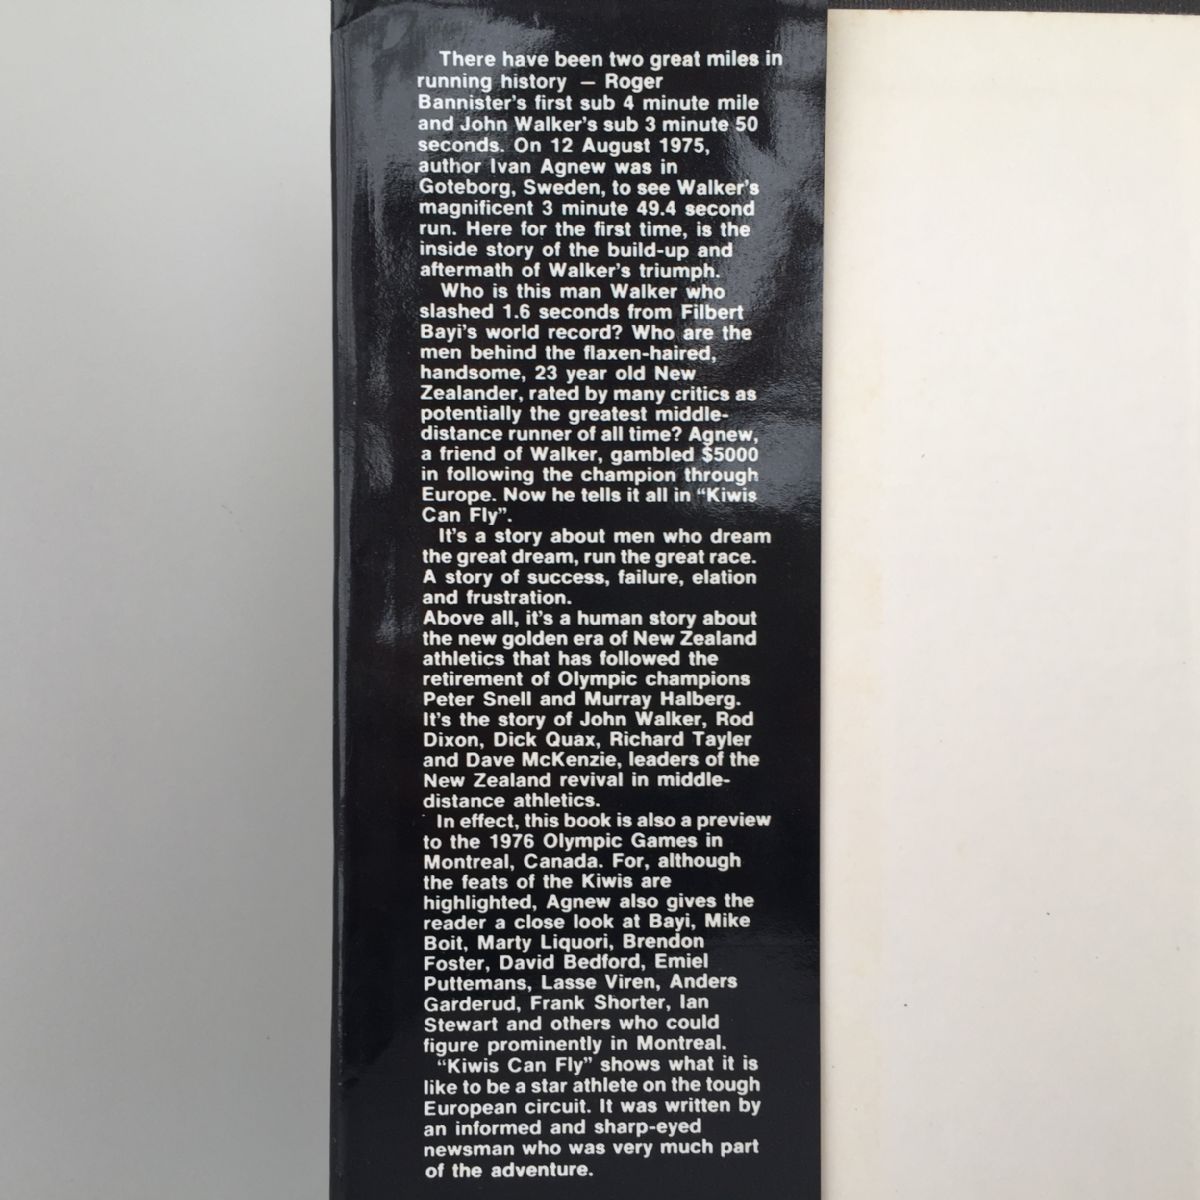 There have been two great miles in
running history — Roger
Bannister's first sub 4 minute mile
and John Walker's sub 3 minute 50
seconds. On 12 August 1975,
author Ivan Agnew was in
Goteborg, Sweden, to see Walker's
magnificent 3 minute 49.4 second
run. Here for the first time, is the
inside story of the build-up and
aftermath of Walker's triumph.
Who is this man Walker who
slashed 1.6 seconds from Filbert
Bayi's world record? Who are the
men behind the flaxen-haired,
handsome, 23 year old New
Zealander, rated by many critics as
potentially the greatest middle-
distance runner of all time? Agnew,
a friend of Walker, gambled $5000
in following the champion through
Europe. Now he tells it all in "Kiwis
Can Fly".
It's a story about men who dream
the great dream, run the great race.
A story of success, failure, elation
and frustration.
Above all, it's a human story about
the new golden era of New Zealand
athletics that has followed the
retirement of Olympic champions
Peter Snell and Murray Halberg.
It's the story of John Walker, Rod
Dixon, Dick Quax, Richard Tayler
and Dave McKenzie, leaders of the
New Zealand revival in middle-
distance athletics.
In effect, this book is also a preview
to the 1976 Olympic Games in
Montreal, Canada. For, although
the feats of the Kiwis are
highlighted, Agnew also gives the
reader a close look at Bayi, Mike
Boit, Marty Liquori, Brendon
Foster, David Bedford, Emiel
Puttemans, Lasse Viren, Anders
Garderud, Frank Shorter, Ian
Stewart and others who could
figure prominently in Montreal.
"Kiwis Can Fly" shows what it is
like to be a star athlete on the tough
European circuit. It was written by
an informed and sharp-eyed
newsman who was very much part
of the adventure.